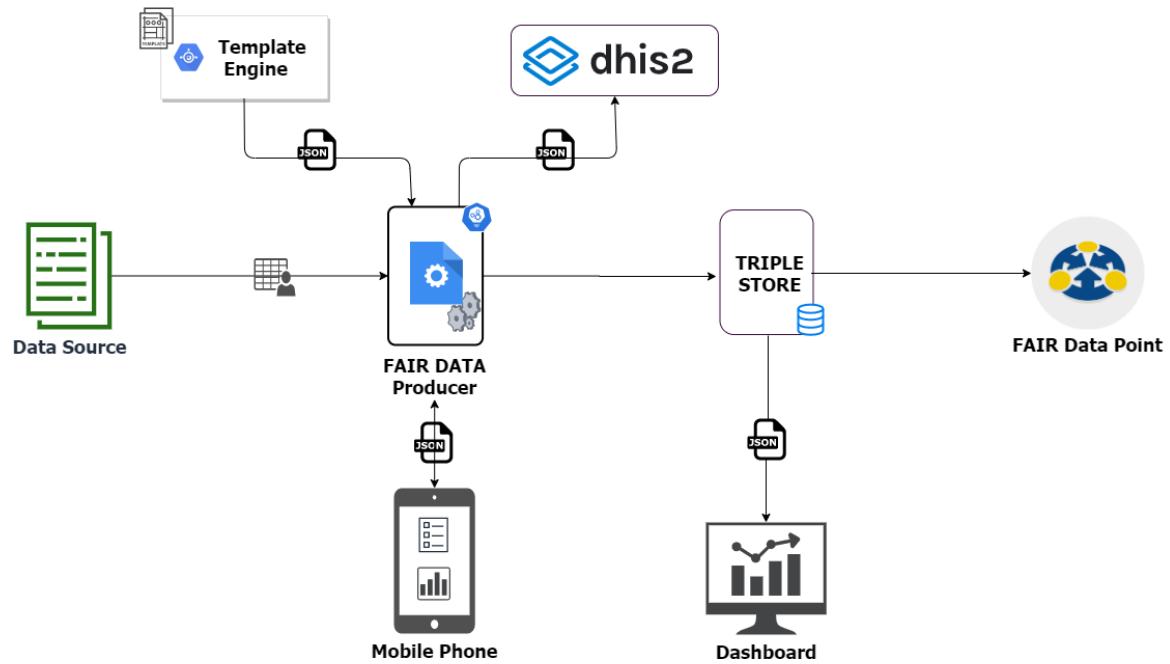 TEMPLATE
Template
Engine
dhis2
JSON
JSON
TRIPLE
STORE
Data Source
FAIR DATA
Producer
FAIR Data Point
JSON
JSON
Mobile Phone
Dashboard